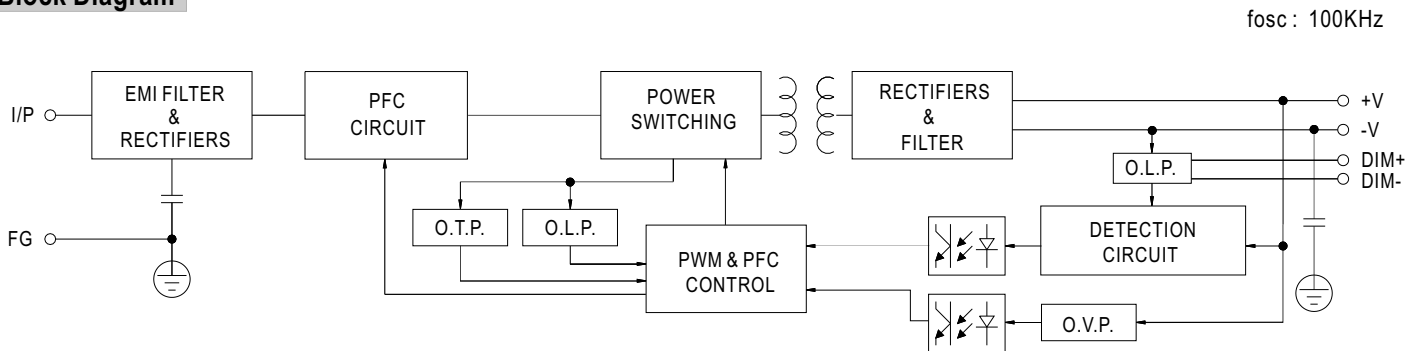 Block Diagram
fosc : 100KHz
I/P
EMI FILTER
&
RECTIFIERS
PFC
CIRCUIT
POWER
SWITCHING
RECTIFIERS
&
FILTER
+V
-V
DIM+
DIM-
O.L.P.
FG
O.T.P.
O.L.P.
PWM & PFC
CONTROL
DETECTION
CIRCUIT
O.V.P.